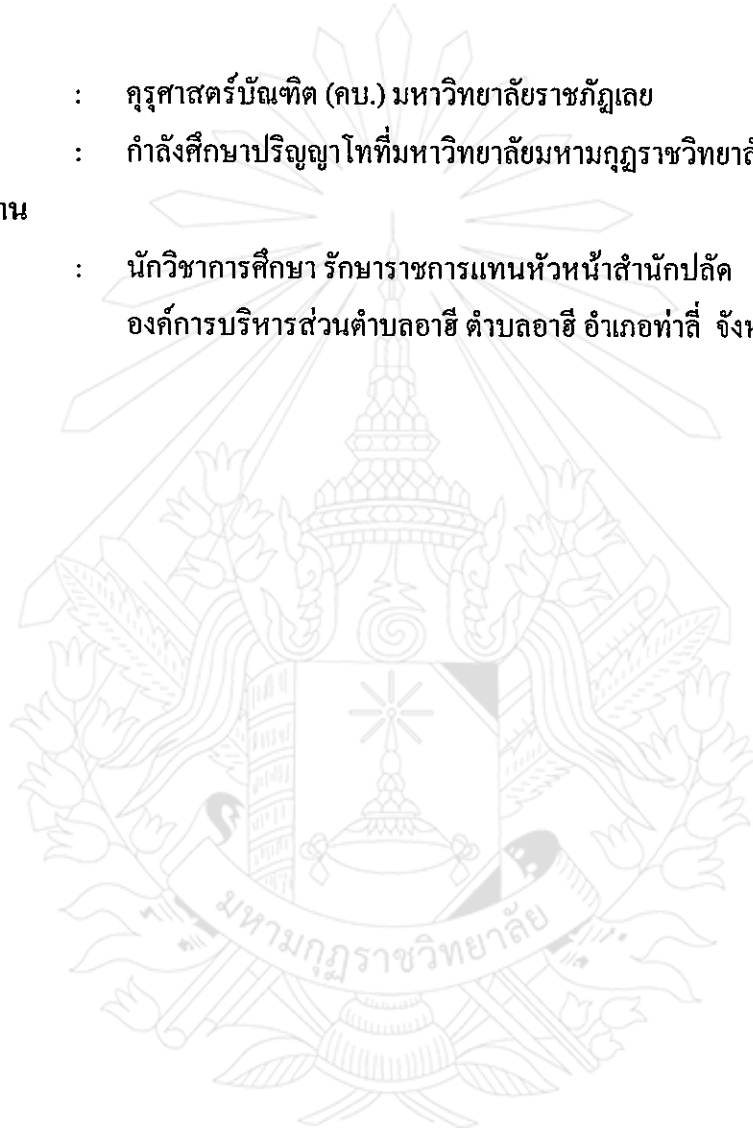 : คุรุศาสตร์บัณฑิต (คบ.) มหาวิทยาลัยราชภัฏเลย
: กำลังศึกษาปริญญาโทที่มหาวิทยาลัยมหามกุฏราชวิทยาลั
าน
: นักวิชาการศึกษา รักษาราชการแทนหัวหน้าสำนักปลัด
องค์การบริหารส่วนตำบลอาฮี ตำบลอาฮี อำเภอท่าลี่ จังห
มหามกุฏราชวิทยาลัย